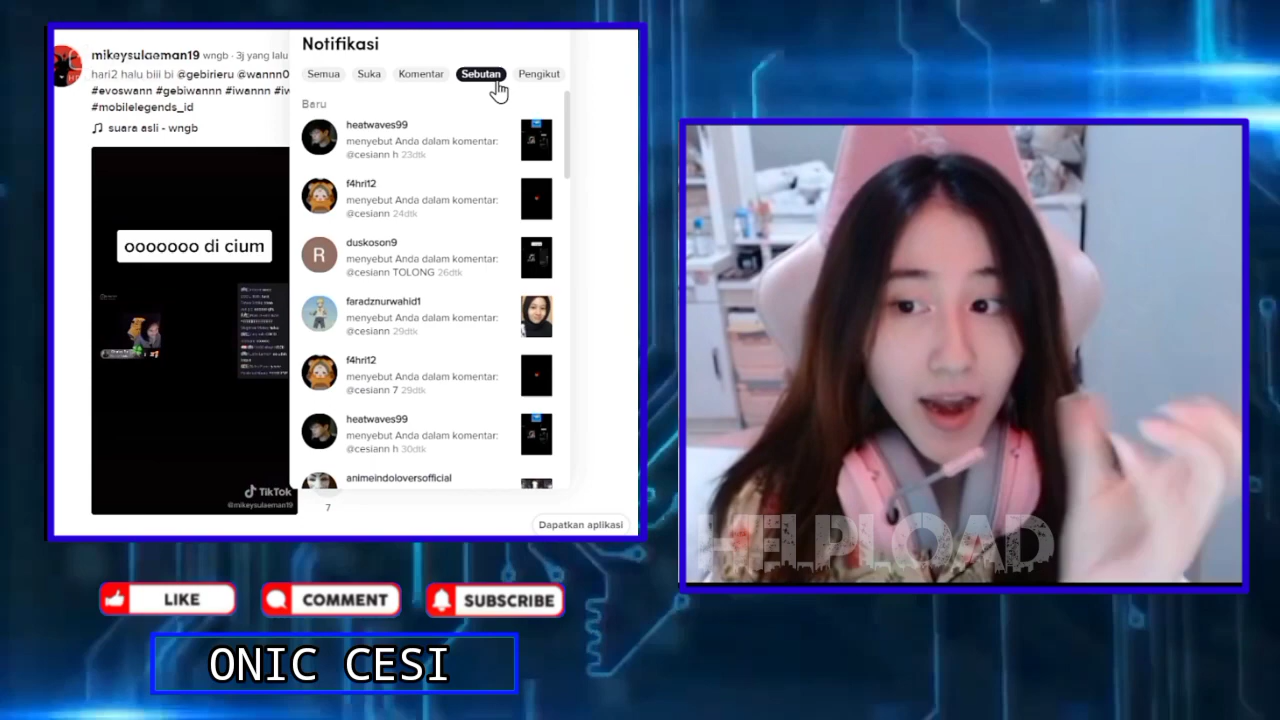 mikeysulaeman19 wngb · 3j yang lalu
hari2 halu biii bi @gebirieru @wannn0
#evoswann #gebiwannn #iwannn #iw
#mobilelegends_id
suara asli - wngb
ooooooo di cium
TikTok
@mikeysulaeman19
7
Notifikasi
Semua Suka Komentar Sebutan Pengikut
Baru
heatwaves99
menyebut Anda dalam komentar:
@cesiann h 23dtk
f4hri12
menyebut Anda dalam komentar:
@cesiann 24dtk
R
duskoson9
menyebut Anda dalam komentar:
@cesiann TOLONG 26dtk
faradznurwahid1
menyebut Anda dalam komentar:
@cesiann 29dtk
f4hri12
menyebut Anda dalam komentar:
@cesiann 7 29dtk
heatwaves99
menyebut Anda dalam komentar:
@cesiann h 30dtk
animeindoloversofficial
Dapatkan aplikasi
HELPLOAD
LIKE
COMMENT
SUBSCRIBE
ONIC CESI